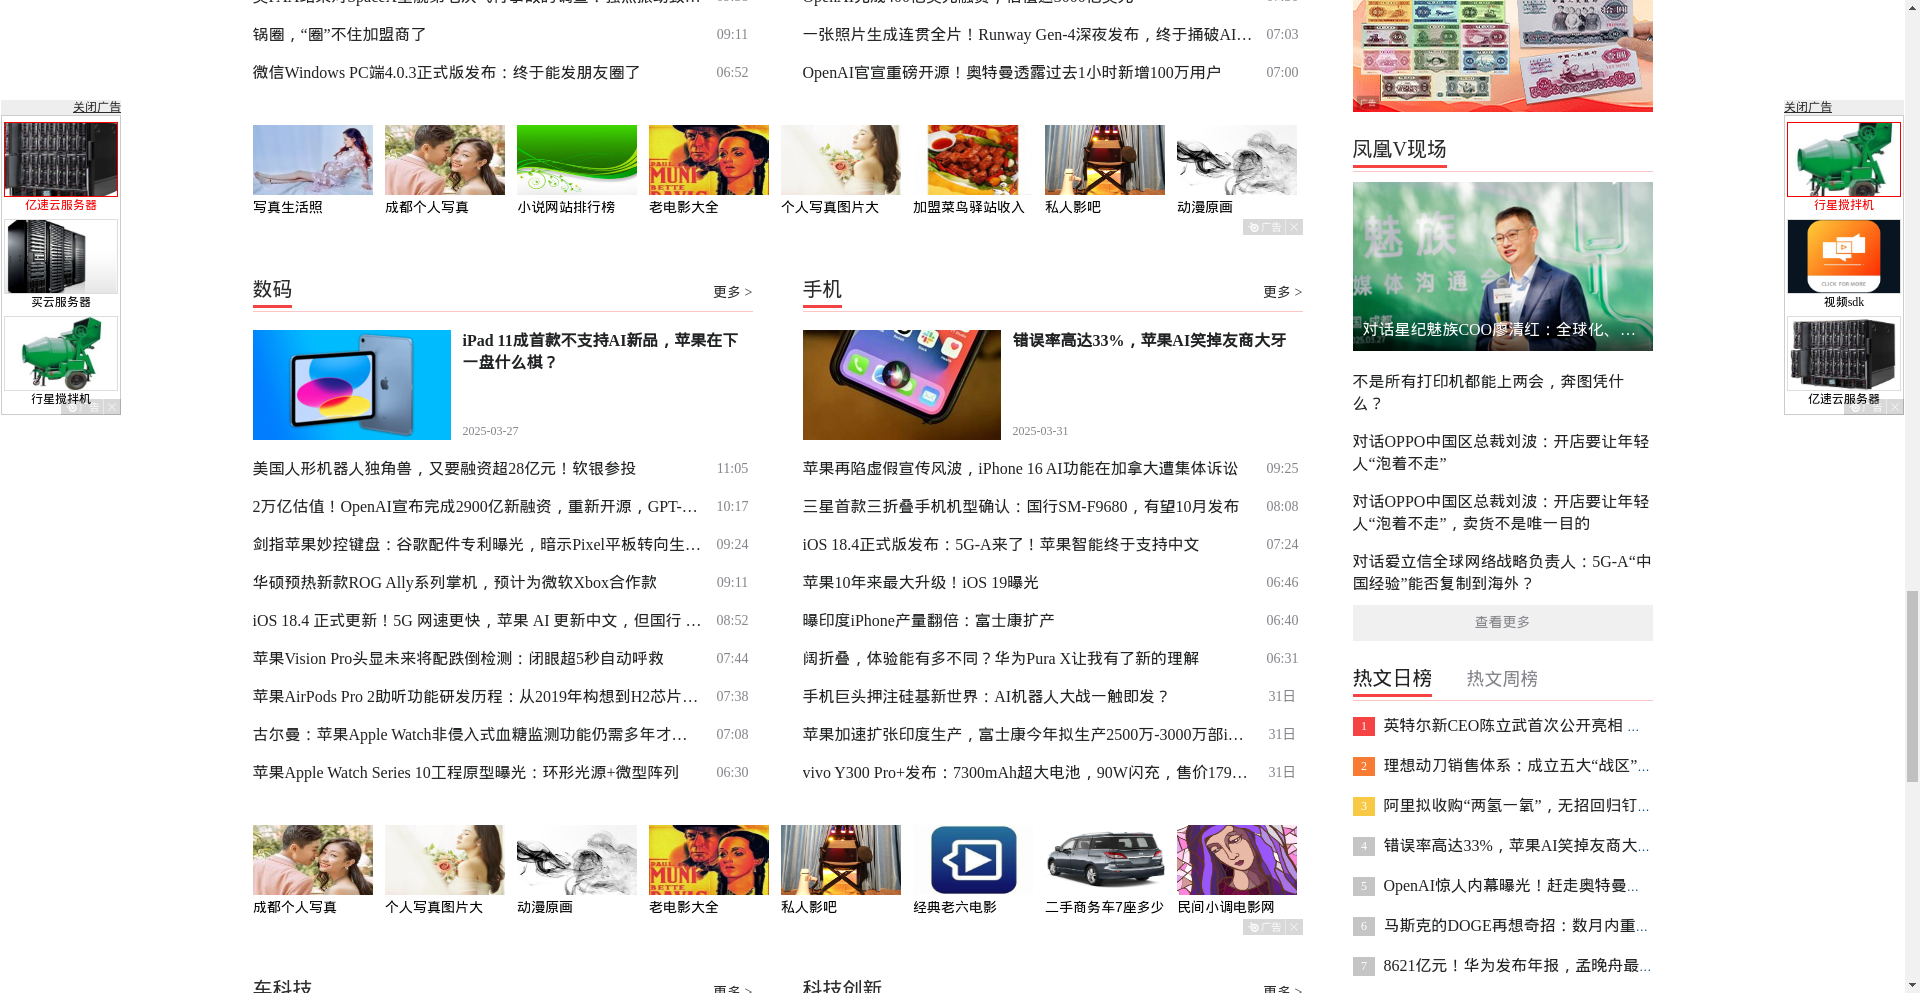 锅圈，“圈”不住加盟商了 09:11
微信Windows PC端4.0.3正式版发布：终于能发朋友圈了 06:52
一张照片生成连贯全片！Runway Gen-4深夜发布，终于捅破AI… 07:03
OpenAI官宣重磅开源！奥特曼透露过去1小时新增100万用户 07:00
关闭广告
亿速云服务器
买云服务器
行星搅拌机
广告
写真生活照
成都个人写真
小说网站排行榜
老电影大全
个人写真图片大
加盟菜鸟驿站收入
私人影吧
动漫原画
广告
数码
更多 >
iPad 11成首款不支持AI新品，苹果在下
一盘什么棋？
2025-03-27
美国人形机器人独角兽，又要融资超28亿元！软银参投 11:05
2万亿估值！OpenAI宣布完成2900亿新融资，重新开源，GPT-… 10:17
剑指苹果妙控键盘：谷歌配件专利曝光，暗示Pixel平板转向生… 09:24
华硕预热新款ROG Ally系列掌机，预计为微软Xbox合作款 09:11
iOS 18.4 正式更新！5G 网速更快，苹果 AI 更新中文，但国行 … 08:52
苹果Vision Pro头显未来将配跌倒检测：闭眼超5秒自动呼救 07:44
苹果AirPods Pro 2助听功能研发历程：从2019年构想到H2芯片… 07:38
古尔曼：苹果Apple Watch非侵入式血糖监测功能仍需多年才… 07:08
苹果Apple Watch Series 10工程原型曝光：环形光源+微型阵列 06:30
手机
更多 >
错误率高达33%，苹果AI笑掉友商大牙
2025-03-31
苹果再陷虚假宣传风波，iPhone 16 AI功能在加拿大遭集体诉讼 09:25
三星首款三折叠手机机型确认：国行SM-F9680，有望10月发布 08:08
iOS 18.4正式版发布：5G-A来了！苹果智能终于支持中文 07:24
苹果10年来最大升级！iOS 19曝光 06:46
曝印度iPhone产量翻倍：富士康扩产 06:40
阔折叠，体验能有多不同？华为Pura X让我有了新的理解 06:31
手机巨头押注硅基新世界：AI机器人大战一触即发？ 31日
苹果加速扩张印度生产，富士康今年拟生产2500万-3000万部i… 31日
vivo Y300 Pro+发布：7300mAh超大电池，90W闪充，售价179… 31日
成都个人写真
个人写真图片大
动漫原画
老电影大全
私人影吧
经典老六电影
二手商务车7座多少
民间小调电影网
广告
车科技
更多 >
科技创新
更多 >
广告
凤凰V现场
魅族
媒体沟通会
对话星纪魅族COO廖清红：全球化、…
不是所有打印机都能上两会，奔图凭什
么？
对话OPPO中国区总裁刘波：开店要让年轻
人“泡着不走”
对话OPPO中国区总裁刘波：开店要让年轻
人“泡着不走”，卖货不是唯一目的
对话爱立信全球网络战略负责人：5G-A“中
国经验”能否复制到海外？
查看更多
热文日榜
热文周榜
1 英特尔新CEO陈立武首次公开亮相 …
2 理想动刀销售体系：成立五大“战区”…
3 阿里拟收购“两氢一氧”，无招回归钉…
4 错误率高达33%，苹果AI笑掉友商大…
5 OpenAI惊人内幕曝光！赶走奥特曼…
6 马斯克的DOGE再想奇招：数月内重…
7 8621亿元！华为发布年报，孟晚舟最…
关闭广告
行星搅拌机
CLICK FOR MORE
视频sdk
亿速云服务器
广告